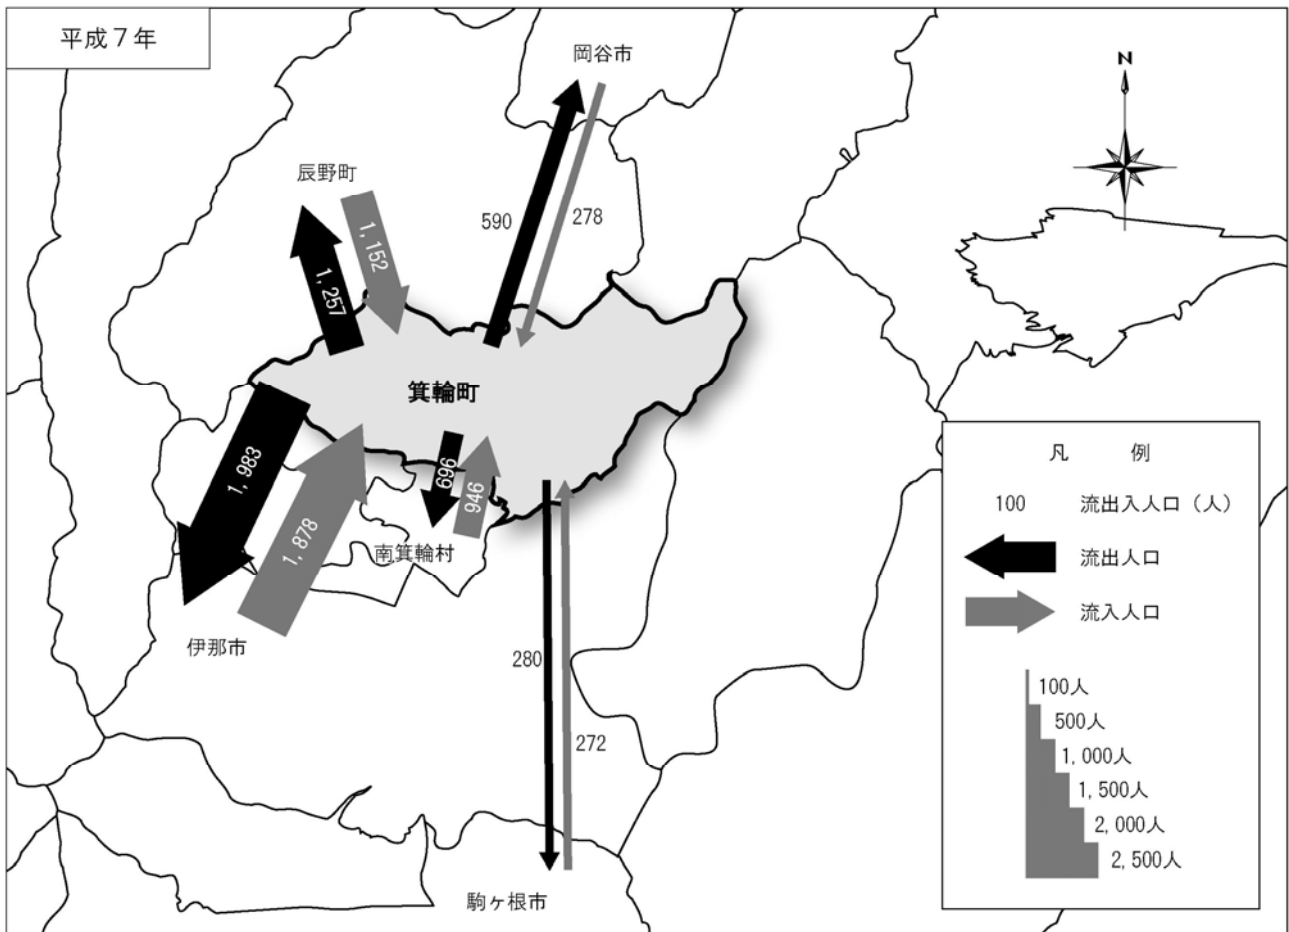 平成7年
岡谷市
N
辰野町
590
278
1,152
1,257
箕輪町
1,983
696
946
1,878
南箕輪村
伊那市
280
272
駒ヶ根市
凡 例
100 流出入人口（人）
流出人口
流入人口
100人
500人
1,000人
1,500人
2,000人
2,500人